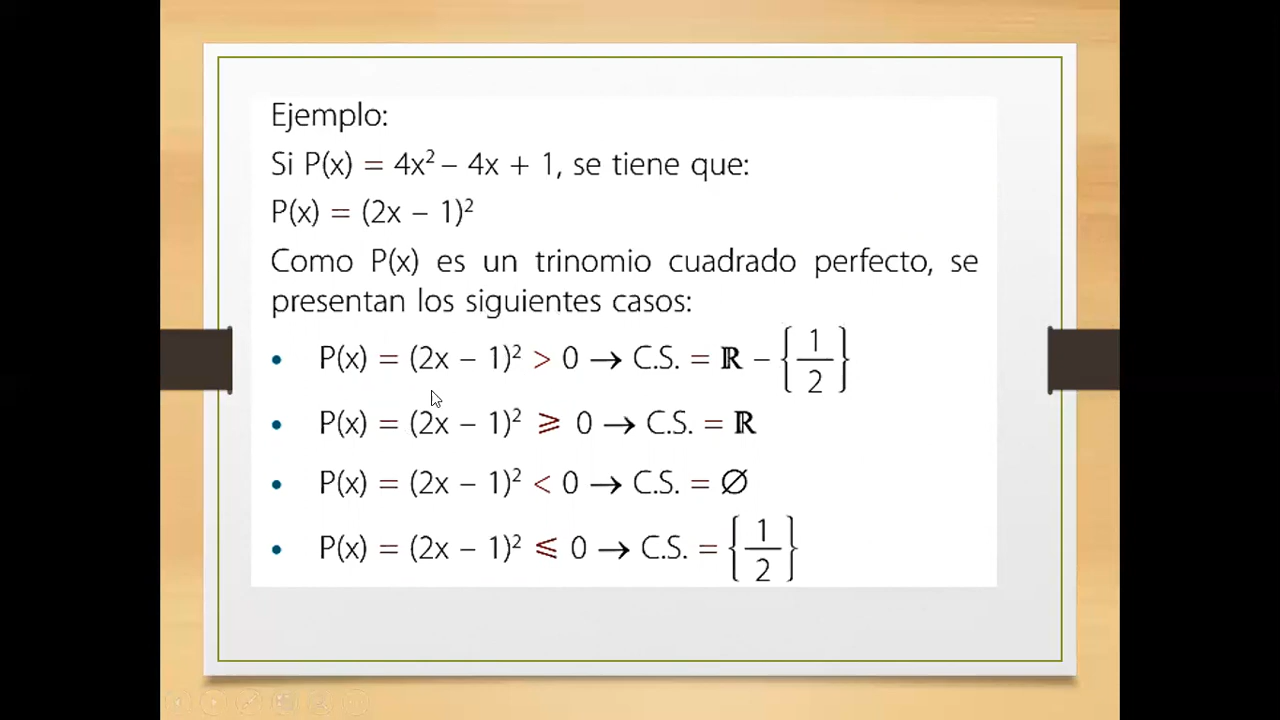 Ejemplo:
Si P(x) = 4x² – 4x + 1, se tiene que:
P(x) = (2x – 1)²
Como P(x) es un trinomio cuadrado perfecto, se
presentan los siguientes casos:
• P(x) = (2x – 1)² > 0 → C.S. = ℝ – {1/2}
• P(x) = (2x – 1)² ⩾ 0 → C.S. = ℝ
• P(x) = (2x – 1)² < 0 → C.S. = ∅
• P(x) = (2x – 1)² ⩽ 0 → C.S. = {1/2}